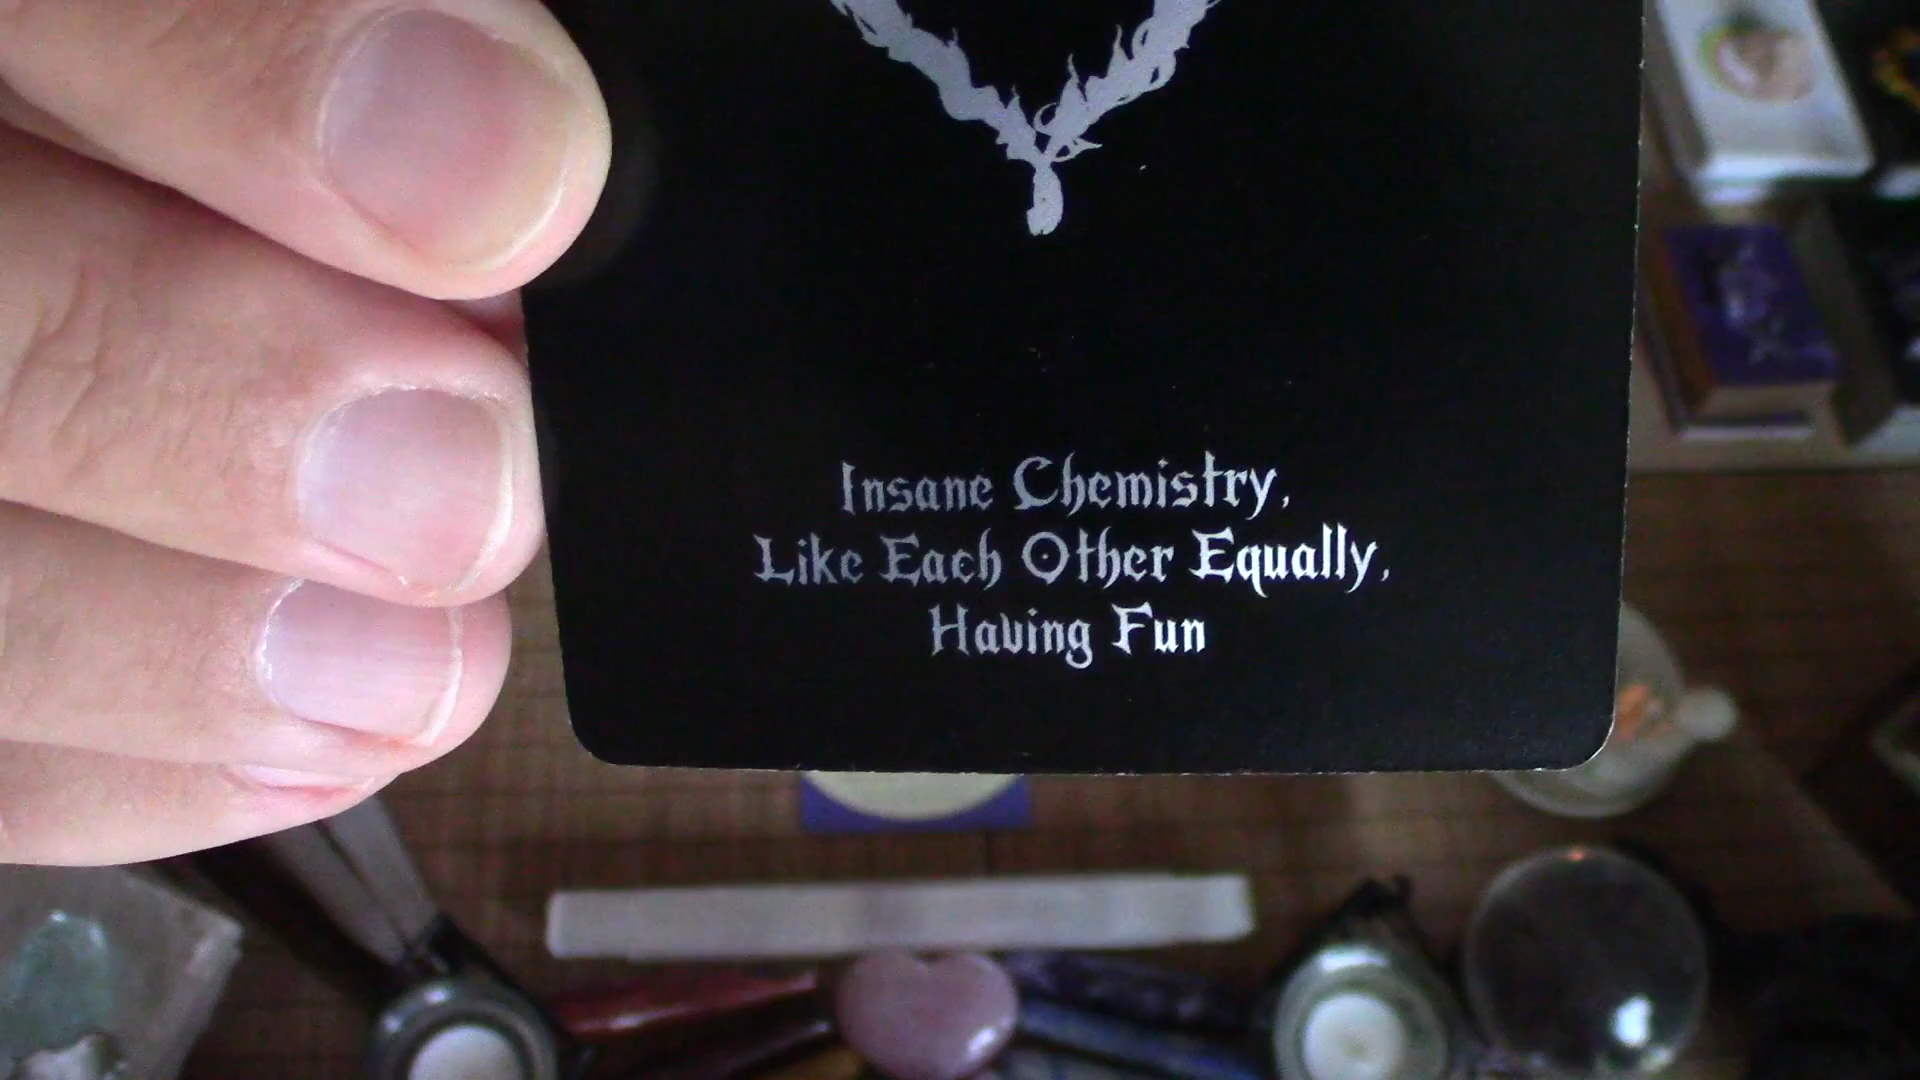 Insane Chemistry,
Like Each Other Equally,
Having Fun